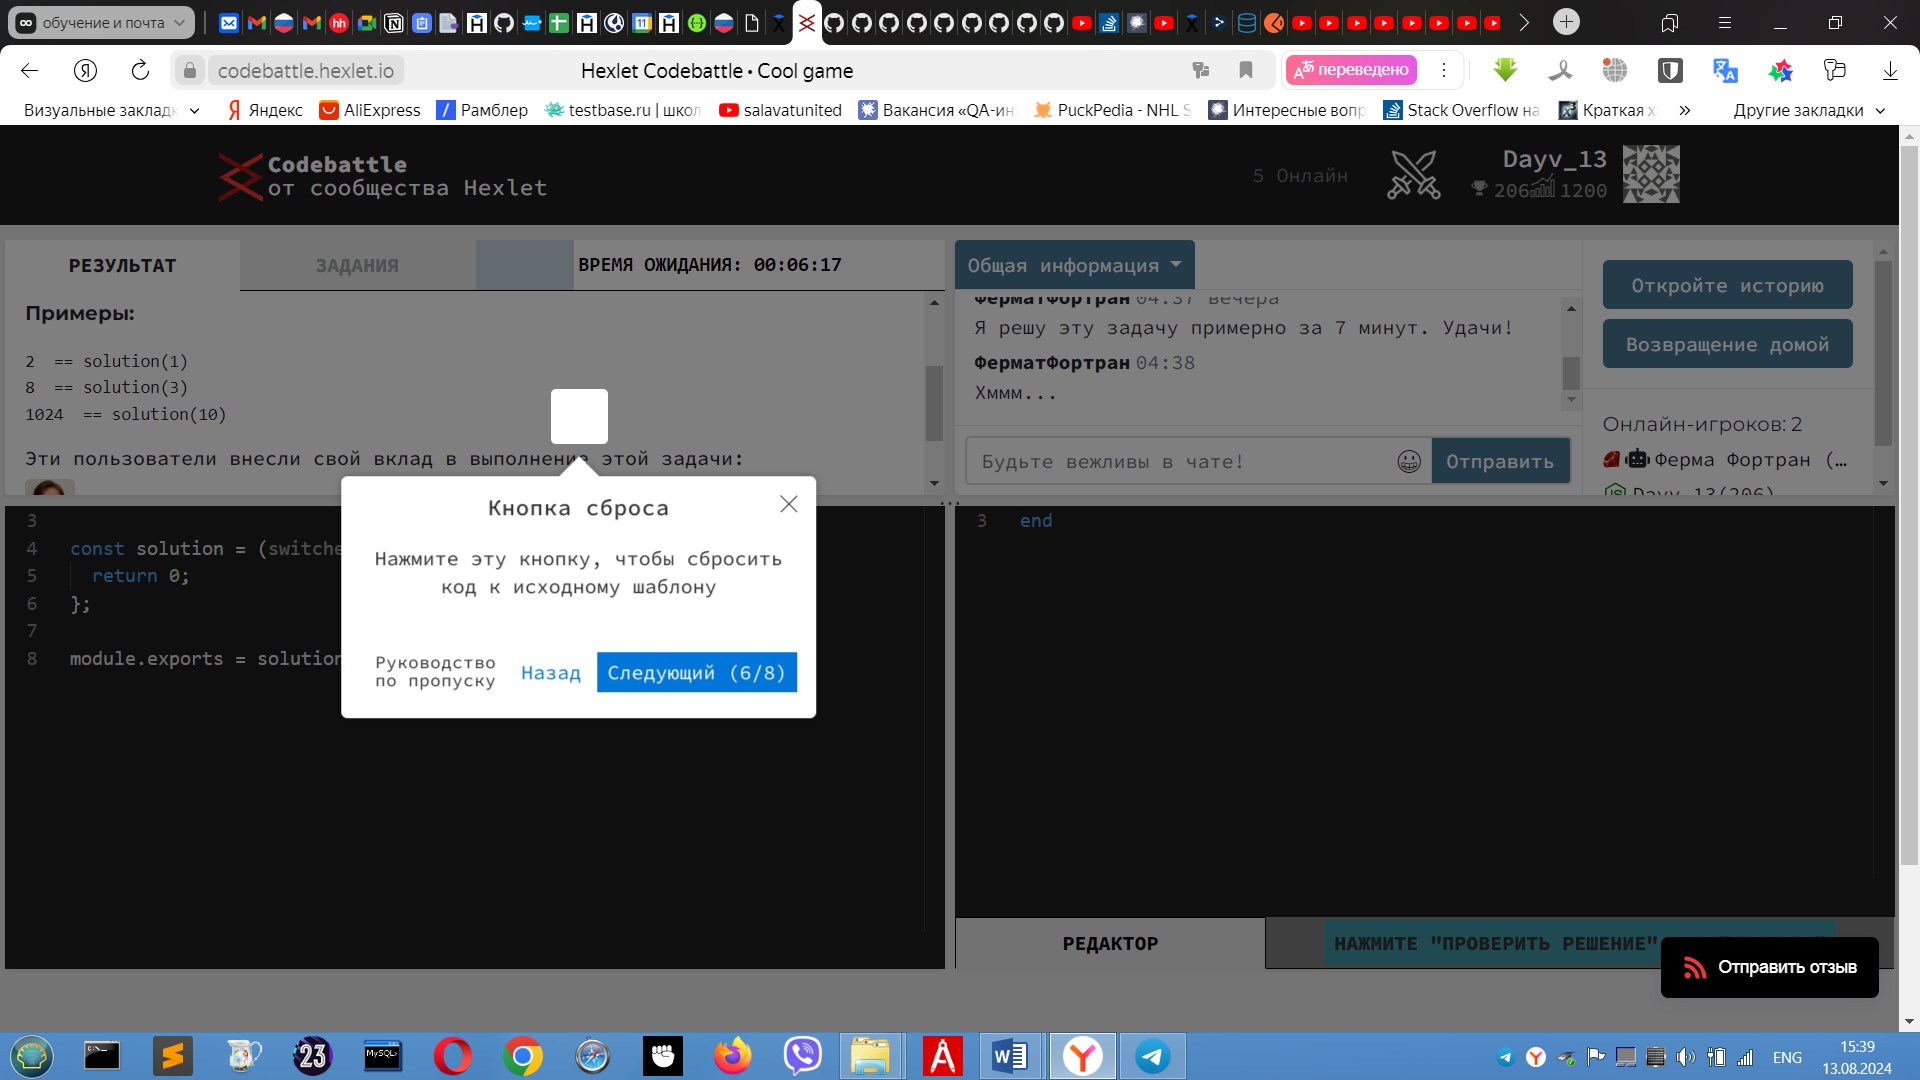 обучение и почта
codebattle.hexlet.io
Hexlet Codebattle • Cool game
переведено
Визуальные заклад
Яндекс
AliExpress
Рамблер
testbase.ru | школ
salavatunited
Вакансия «QA-ин
PuckPedia - NHL S
Интересные вопр
Stack Overflow на
Краткая х
»
Другие закладки
Codebattle
от сообщества Hexlet
5 Онлайн
Dayv_13
206 1200
РЕЗУЛЬТАТ
ЗАДАНИЯ
ВРЕМЯ ОЖИДАНИЯ: 00:06:17
Примеры:
2 == solution(1)
8 == solution(3)
1024 == solution(10)
Эти пользователи внесли свой вклад в выполнение этой задачи:
Общая информация
ФерматФортран 04:37 вечера
Я решу эту задачу примерно за 7 минут. Удачи!
ФерматФортран 04:38
Хммм...
Будьте вежливы в чате!
Отправить
Откройте историю
Возвращение домой
Онлайн-игроков: 2
Ферма Фортран (…
Dayv_13(206)
3
4 const solution = (switche
5 return 0;
6 };
7
8 module.exports = solution
Кнопка сброса
Нажмите эту кнопку, чтобы сбросить
код к исходному шаблону
Руководство
по пропуску
Назад
Следующий (6/8)
3 end
РЕДАКТОР
НАЖМИТЕ "ПРОВЕРИТЬ РЕШЕНИЕ"
Отправить отзыв
23
MySQL
ENG
15:39
13.08.2024